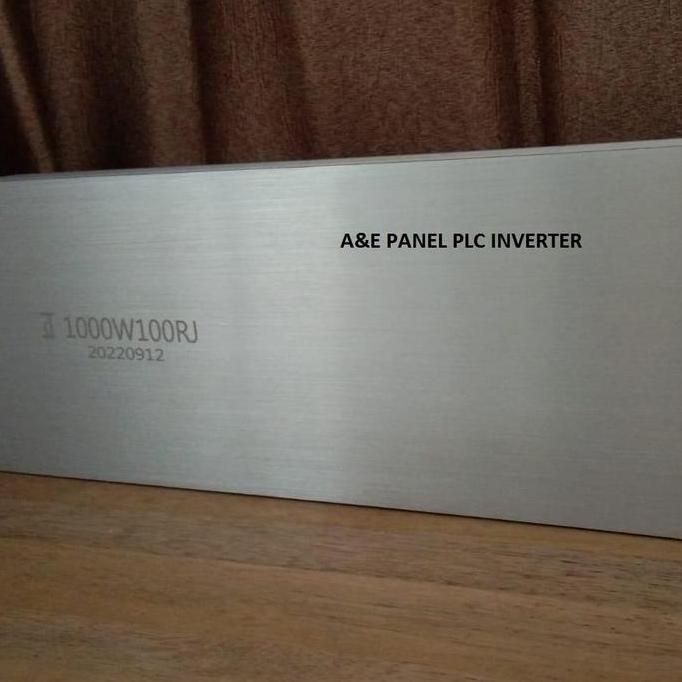 A&E PANEL PLC INVERTER
1000W100RJ
20220912